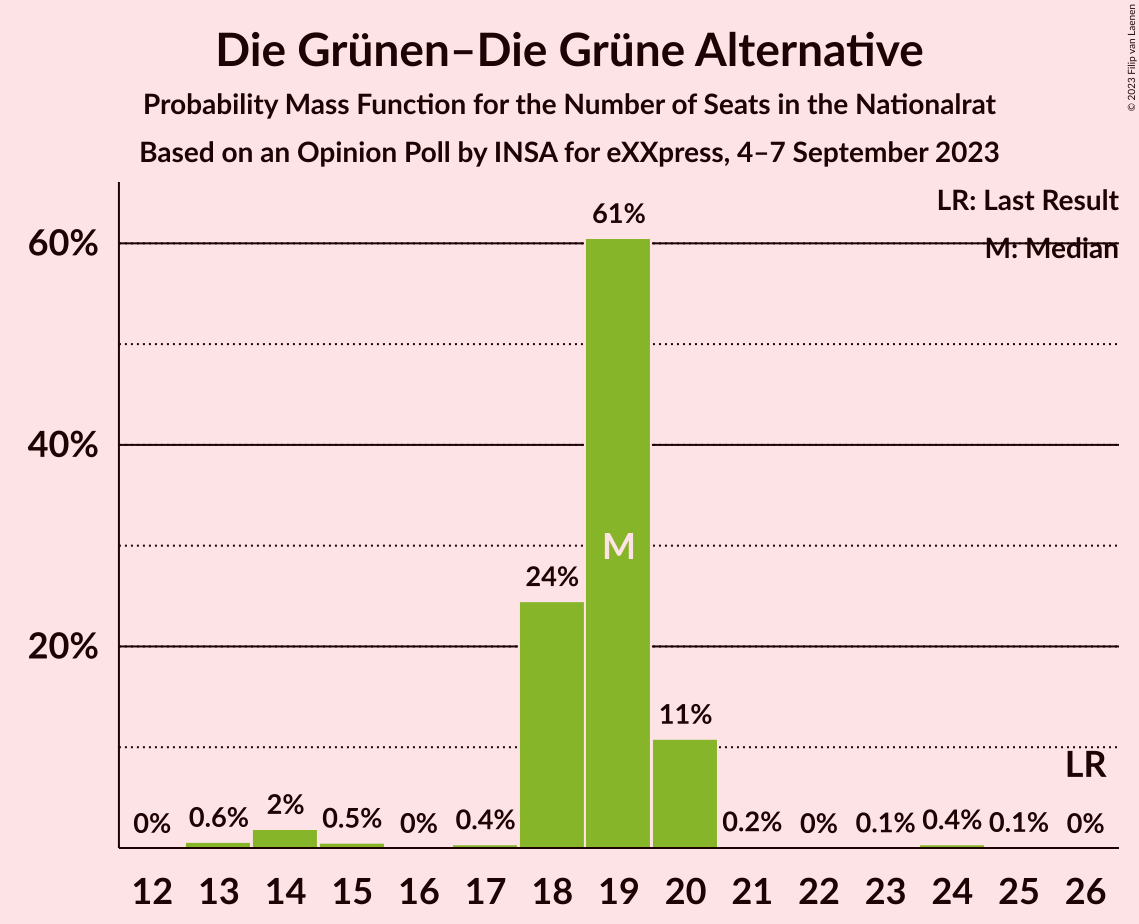 Die Grünen–Die Grüne Alternative
Probability Mass Function for the Number of Seats in the Nationalrat
Based on an Opinion Poll by INSA for eXXpress, 4–7 September 2023
© 2023 Filip van Laenen
LR: Last Result
M: Median
60%
40%
20%
0% 0.6% 2% 0.5% 0% 0.4% 24% 61% 11% 0.2% 0% 0.1% 0.4% 0.1% 0%
M
LR
12 13 14 15 16 17 18 19 20 21 22 23 24 25 26